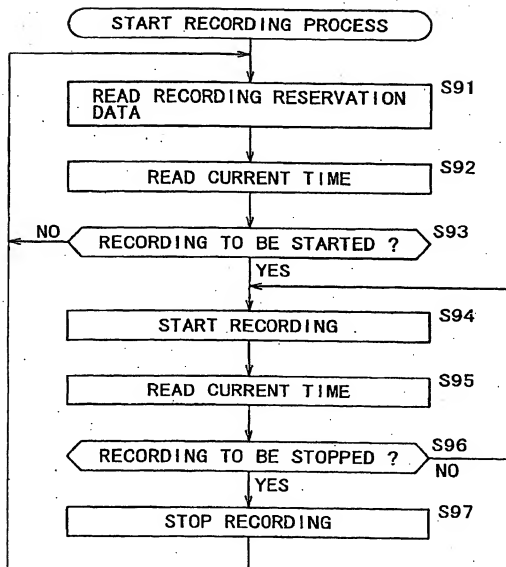 START RECORDING PROCESS
S91
READ RECORDING RESERVATION
DATA
S92
READ CURRENT TIME
NO
RECORDING TO BE STARTED ?
S93
YES
S94
START RECORDING
S95
READ CURRENT TIME
S96
RECORDING TO BE STOPPED ?
NO
YES
S97
STOP RECORDING